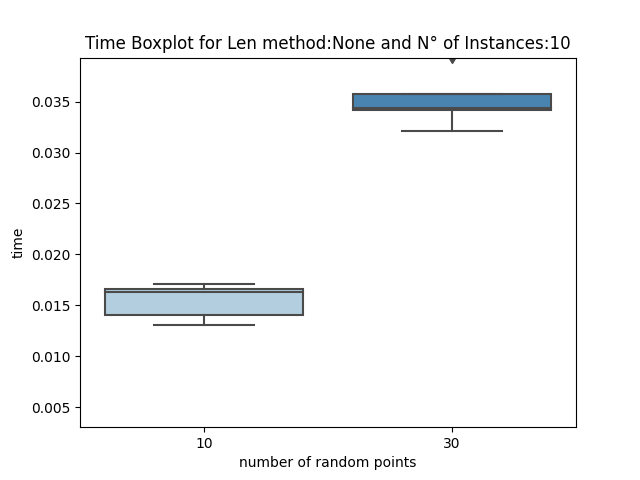 Time Boxplot for Len method:None and N° of Instances:10
0.035
0.030
0.025
0.020
0.015
0.010
0.005
time
10 30
number of random points